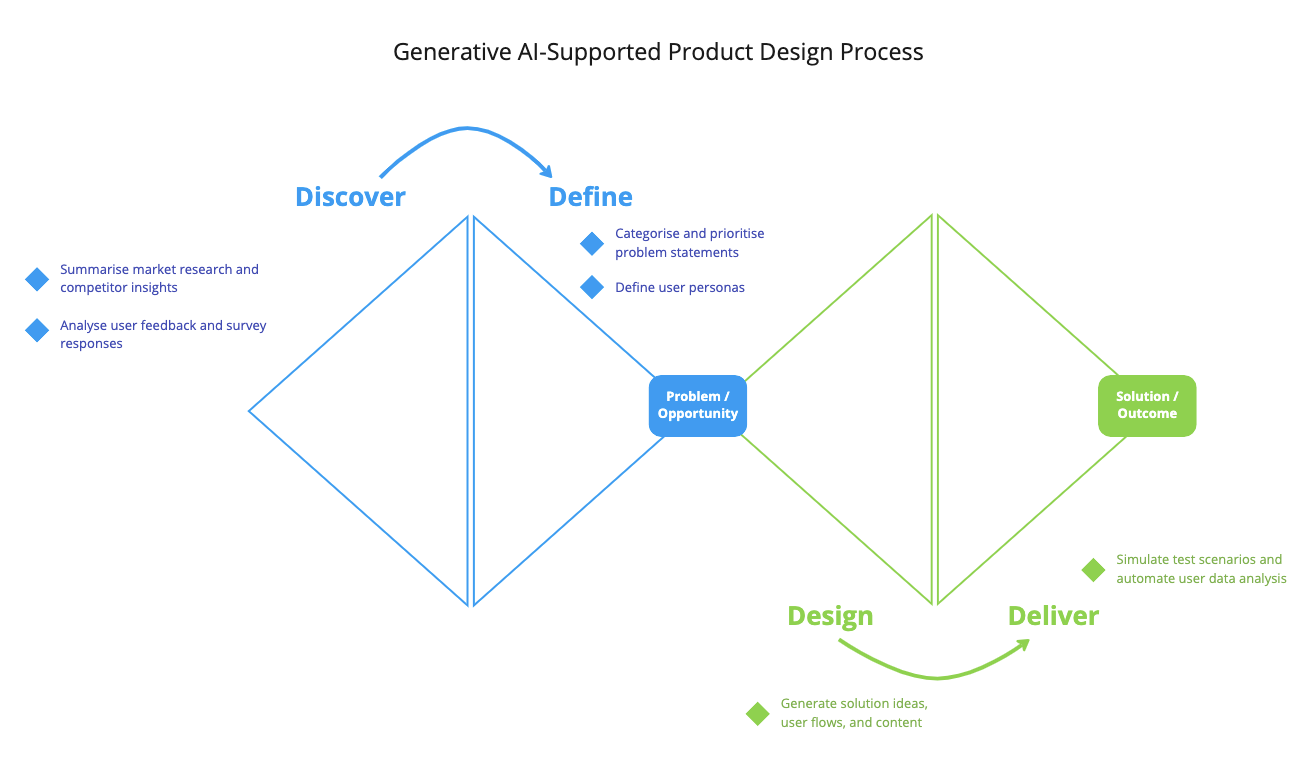 Generative AI-Supported Product Design Process
Discover
Define
Categorise and prioritise
problem statements
Define user personas
Summarise market research and
competitor insights
Analyse user feedback and survey
responses
Problem /
Opportunity
Solution /
Outcome
Simulate test scenarios and
automate user data analysis
Design
Deliver
Generate solution ideas,
user flows, and content